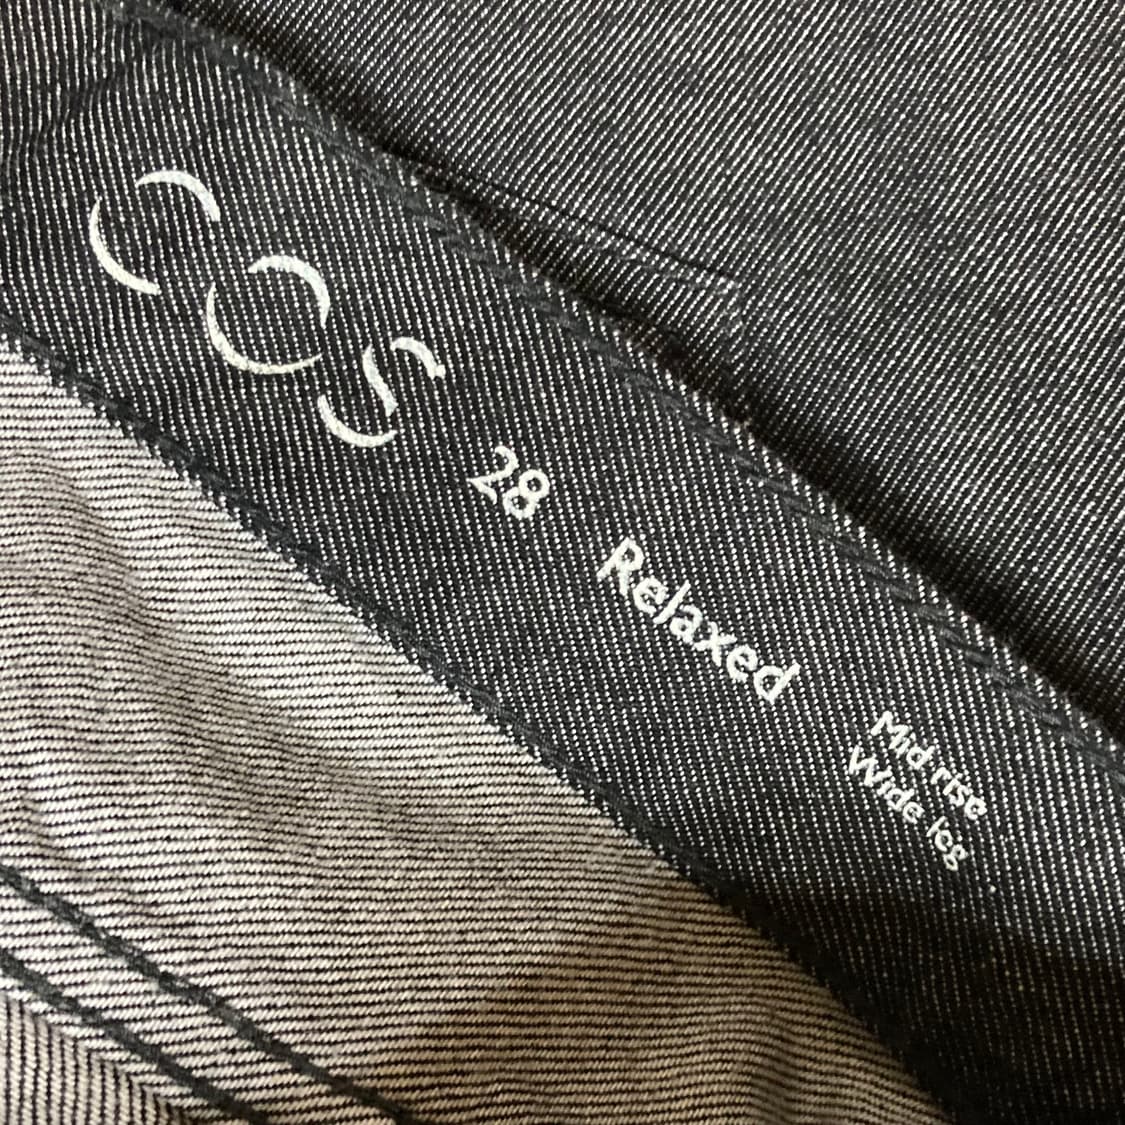 COS 28 Relaxed
Mid rise
Wide leg